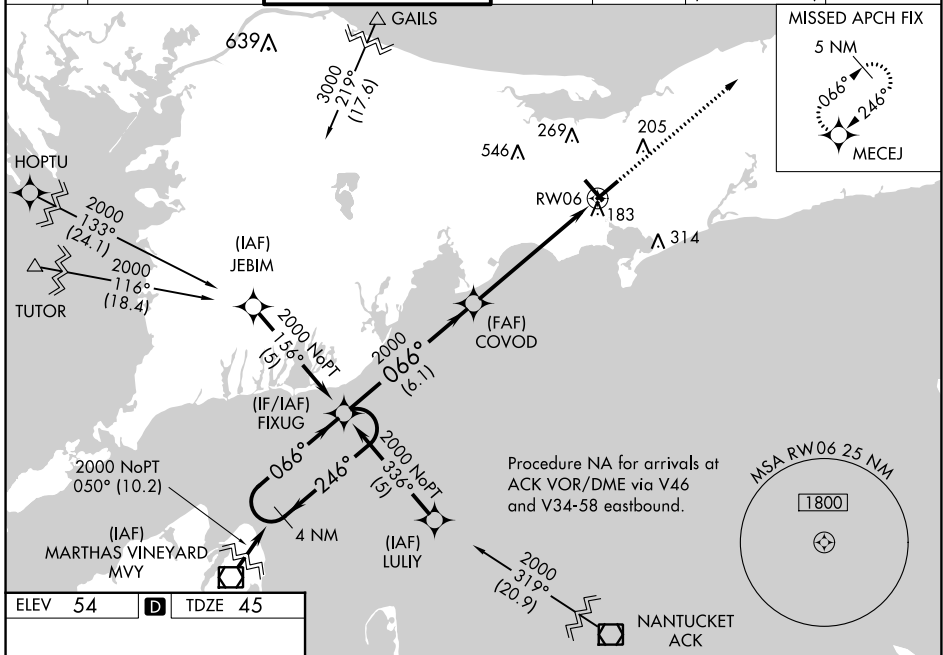 GAILS
639
3000
219°
(17.6)
MISSED APCH FIX
5 NM
066°
246°
MECEJ
269
205
546
HOPTU
RW06
183
2000
133°
(24.1)
(IAF)
JEBIM
314
2000
116°
(18.4)
TUTOR
(FAF)
COVOD
2000 NoPT
156°
(5)
2000
066°
(6.1)
(IF/IAF)
FIXUG
066°
246°
2000 NoPT
336°
(5)
2000 NoPT
050° (10.2)
Procedure NA for arrivals at
ACK VOR/DME via V46
and V34-58 eastbound.
MSA RW06 25 NM
1800
4 NM
(IAF)
MARTHAS VINEYARD
MVY
(IAF)
LULIY
2000
319°
(20.9)
NANTUCKET
ACK
ELEV 54 D TDZE 45